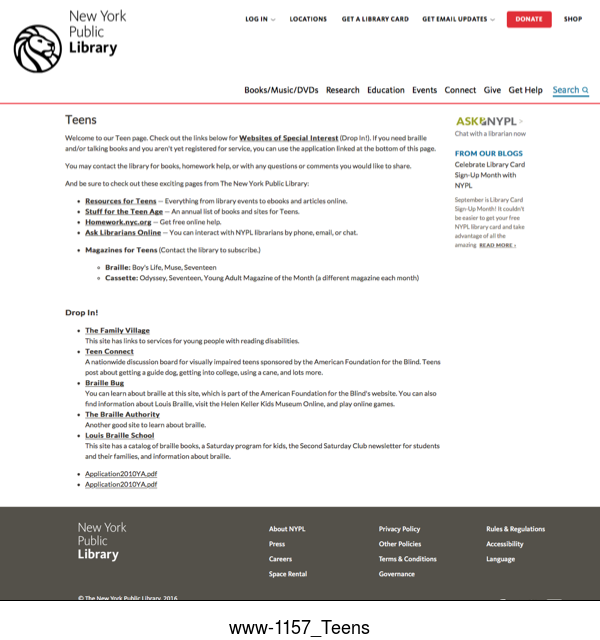 New York
Public
Library
LOG IN
LOCATIONS
GET A LIBRARY CARD
GET EMAIL UPDATES
DONATE
SHOP
Books/Music/DVDs Research Education Events Connect Give Get Help Search
Teens
Welcome to our Teen page. Check out the links below for Websites of Special Interest (Drop In!). If you need braille
and/or talking books and you aren't yet registered for service, you can use the application linked at the bottom of this page.
You may contact the library for books, homework help, or with any questions or comments you would like to share.
And be sure to check out these exciting pages from The New York Public Library:
• Resources for Teens — Everything from library events to ebooks and articles online.
• Stuff for the Teen Age — An annual list of books and sites for Teens.
• Homework.nyc.org — Get free online help.
• Ask Librarians Online — You can interact with NYPL librarians by phone, email, or chat.
• Magazines for Teens (Contact the library to subscribe.)
Braille: Boy's Life, Muse, Seventeen
Cassette: Odyssey, Seventeen, Young Adult Magazine of the Month (a different magazine each month)
Drop In!
• The Family Village
This site has links to services for young people with reading disabilities.
• Teen Connect
A nationwide discussion board for visually impaired teens sponsored by the American Foundation for the Blind. Teens
post about getting a guide dog, getting into college, using a cane, and lots more.
• Braille Bug
You can learn about braille at this site, which is part of the American Foundation for the Blind's website. You can also
find information about Louis Braille, visit the Helen Keller Kids Museum Online, and play online games.
• The Braille Authority
Another good site to learn about braille.
• Louis Braille School
This site has a catalog of braille books, a Saturday program for kids, the Second Saturday Club newsletter for students
and their families, and information about braille.
• Application2010YA.pdf
• Application2010YA.pdf
ASK NYPL >
Chat with a librarian now
FROM OUR BLOGS
Celebrate Library Card
Sign-Up Month with
NYPL
September is Library Card
Sign-Up Month! It couldn't
be easier to get your free
NYPL library card and take
advantage of all the
amazing READ MORE ›
New York
Public
Library
About NYPL
Press
Careers
Space Rental
Privacy Policy
Other Policies
Terms & Conditions
Governance
Rules & Regulations
Accessibility
Language
© The New York Public Library, 2016
www-1157_Teens